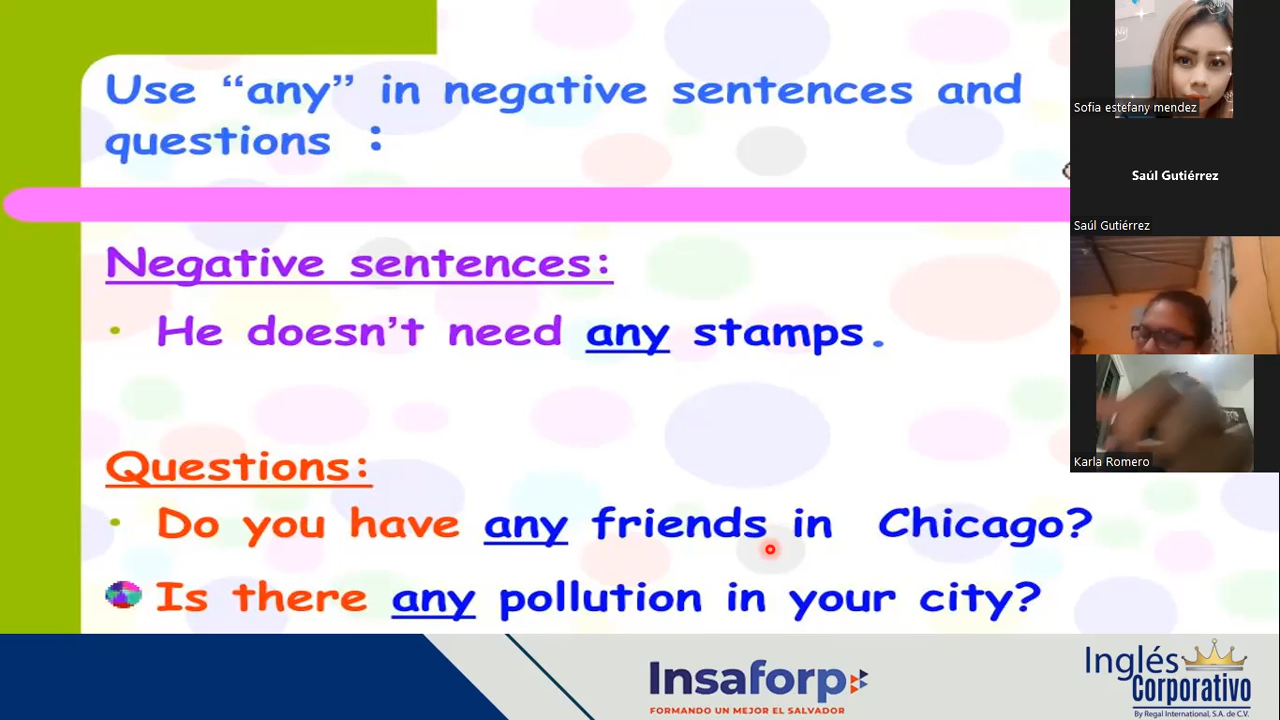 Use “any” in negative sentences and
questions :
Negative sentences:
• He doesn’t need any stamps.
Questions:
• Do you have any friends in Chicago?
Is there any pollution in your city?
Sofia estefany mendez
Saúl Gutiérrez
Saúl Gutiérrez
Karla Romero
Insaforp
FORMANDO UN MEJOR EL SALVADOR
Inglés
Corporativo
By Regal International, S.A. de C.V.